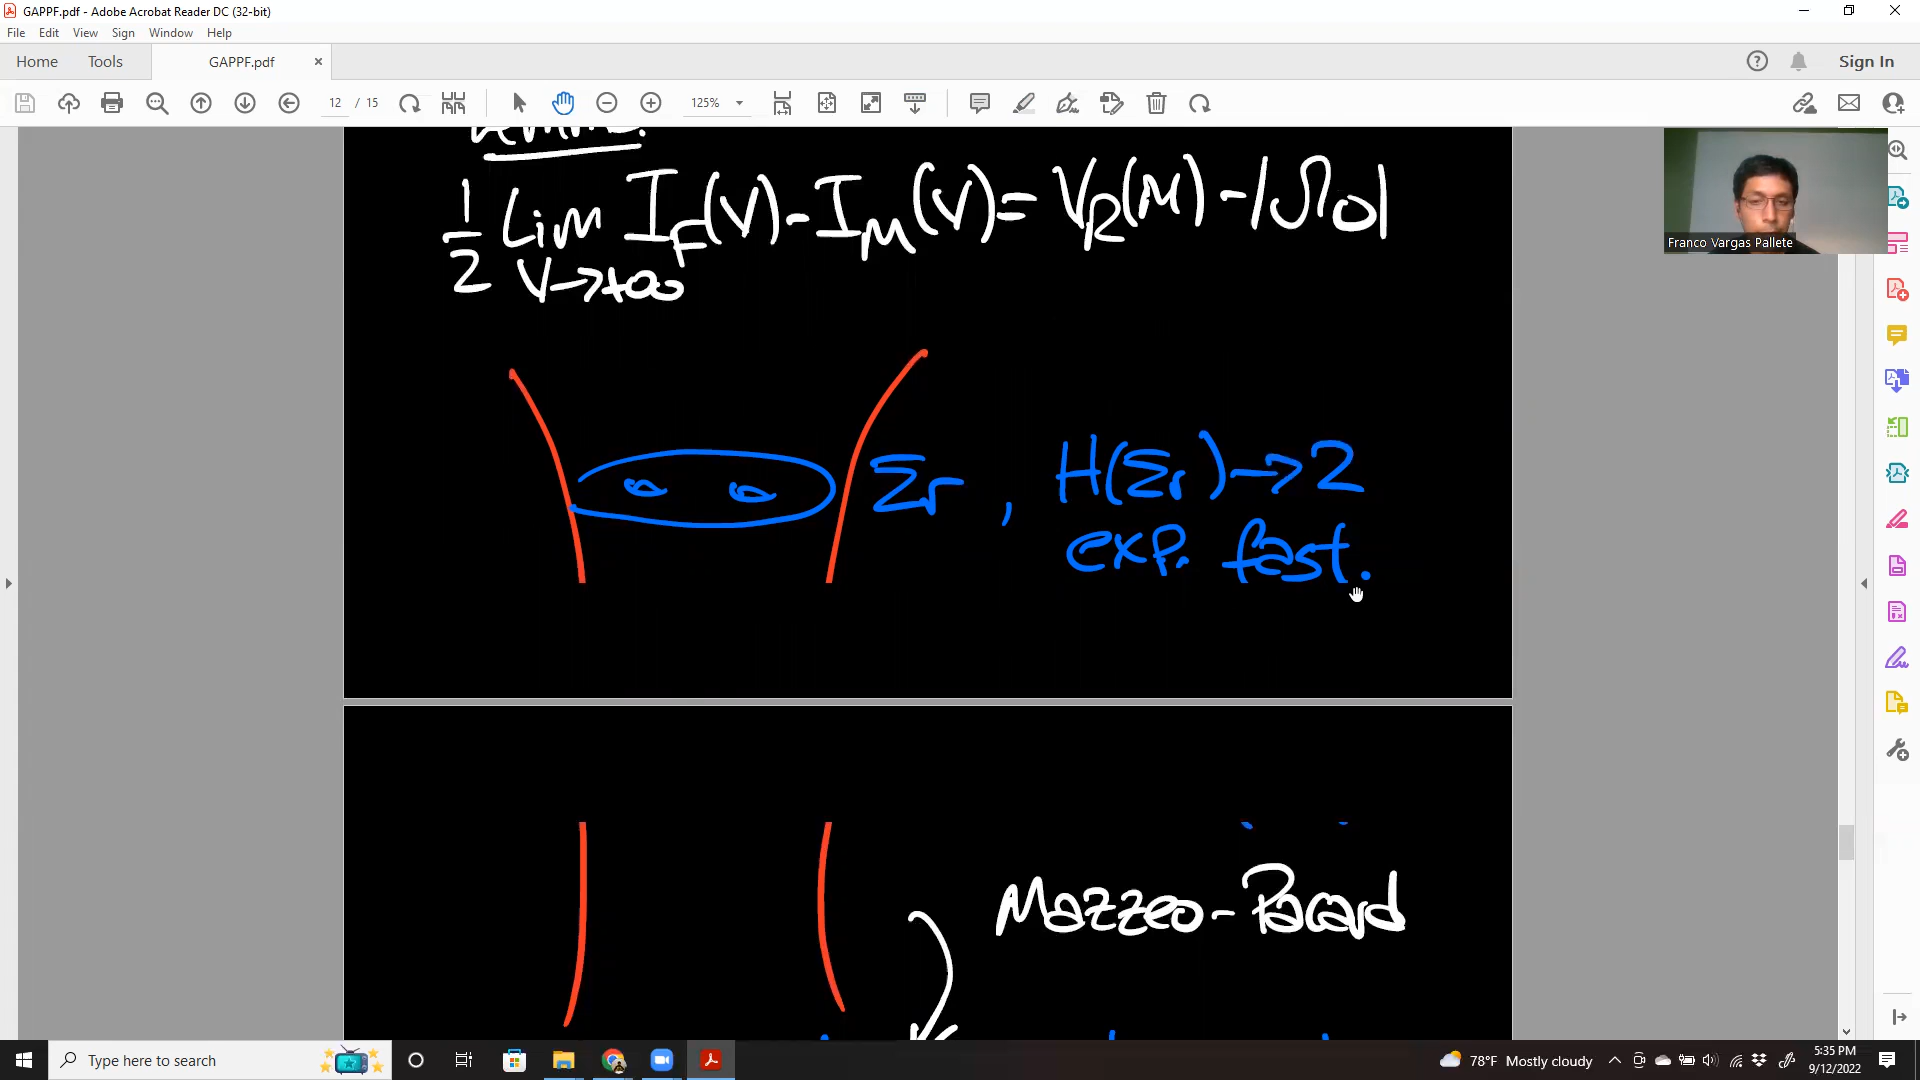 GAPPF.pdf - Adobe Acrobat Reader DC (32-bit)
File Edit View Sign Window Help
Home Tools GAPPF.pdf × Sign In
12 / 15 125%
1/2 Lim I_F(V) - I_M(V) = V_R(M) - |Ω_0|
V→+∞
Franco Vargas Pallete
Σr , H(Σr)→2
exp. fast.
Mazzeo-Pacard
Type here to search
78°F Mostly cloudy
5:35 PM
9/12/2022